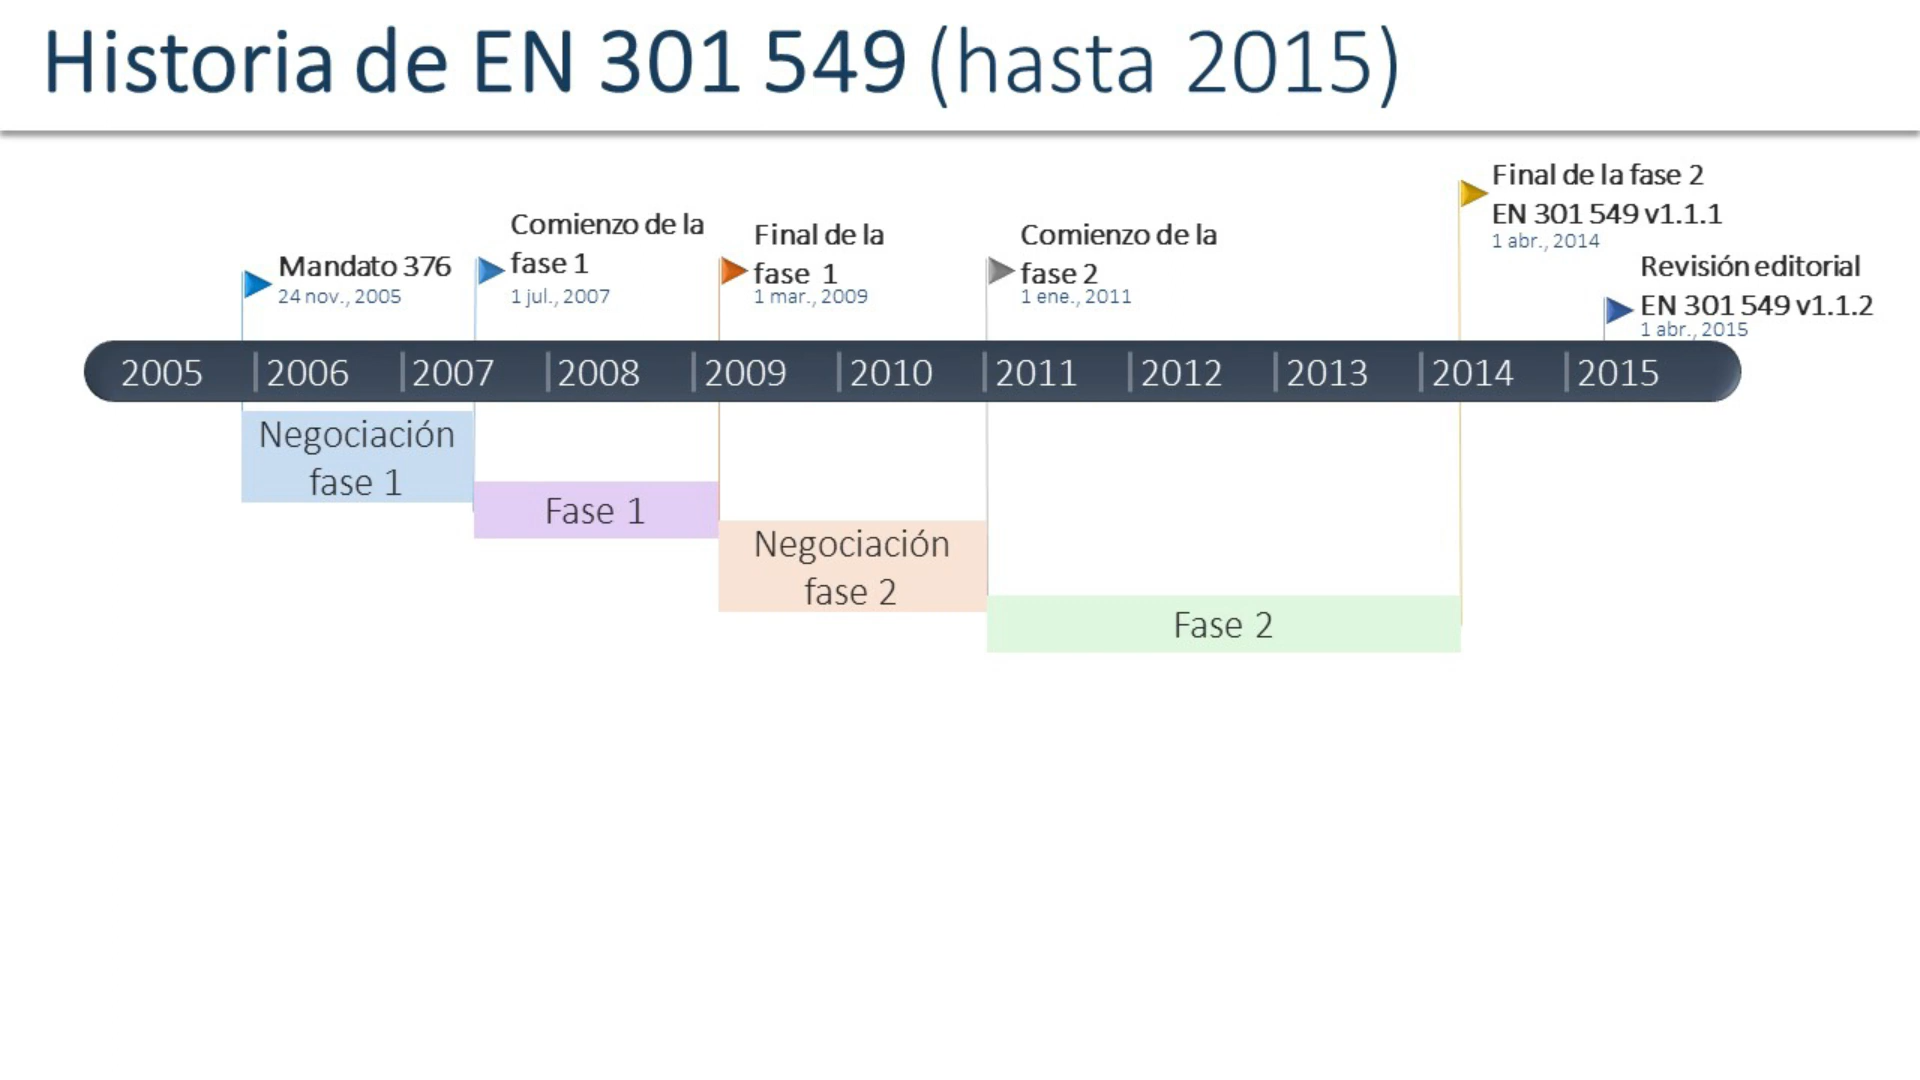 Historia de EN 301 549 (hasta 2015)
Mandato 376
24 nov., 2005
Comienzo de la
fase 1
1 jul., 2007
Final de la
fase 1
1 mar., 2009
Comienzo de la
fase 2
1 ene., 2011
Final de la fase 2
EN 301 549 v1.1.1
1 abr., 2014
Revisión editorial
EN 301 549 v1.1.2
1 abr., 2015
2005 2006 2007 2008 2009 2010 2011 2012 2013 2014 2015
Negociación
fase 1
Fase 1
Negociación
fase 2
Fase 2